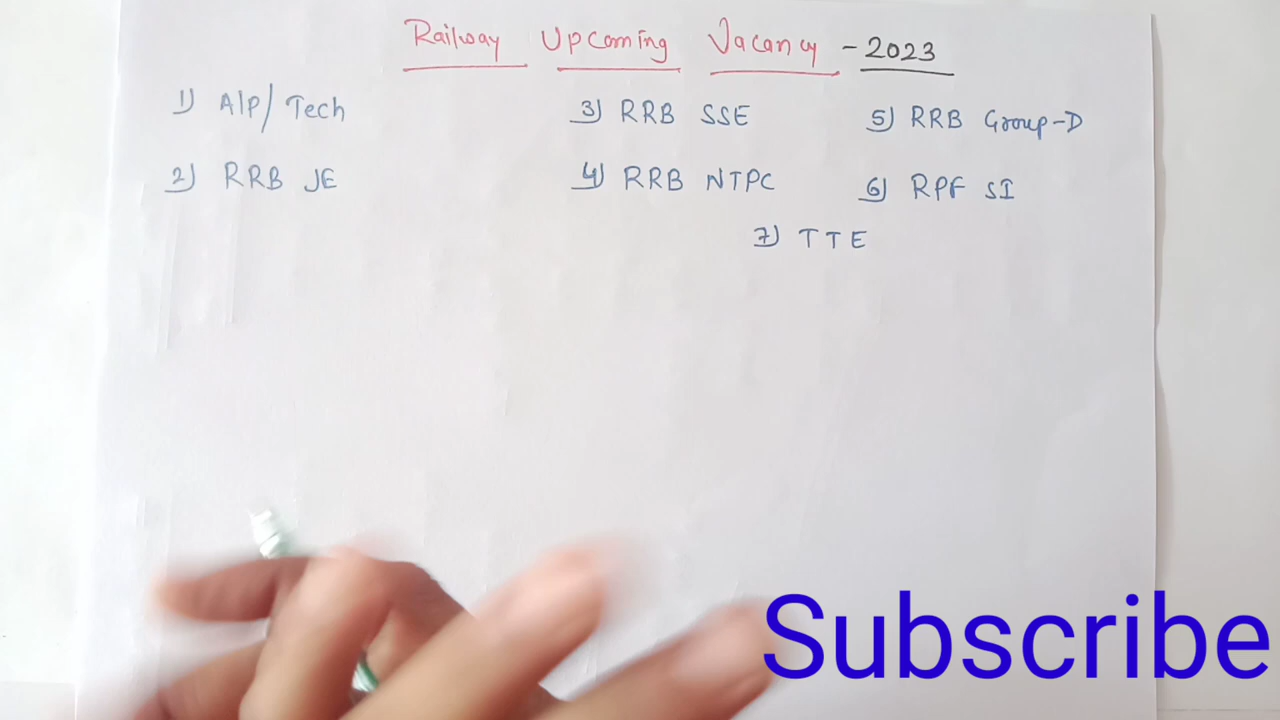 Railway Upcoming Vacancy - 2023
1) Alp/Tech
2) RRB JE
3) RRB SSE
4) RRB NTPC
5) RRB Group-D
6) RPF SI
7) TTE
Subscribe